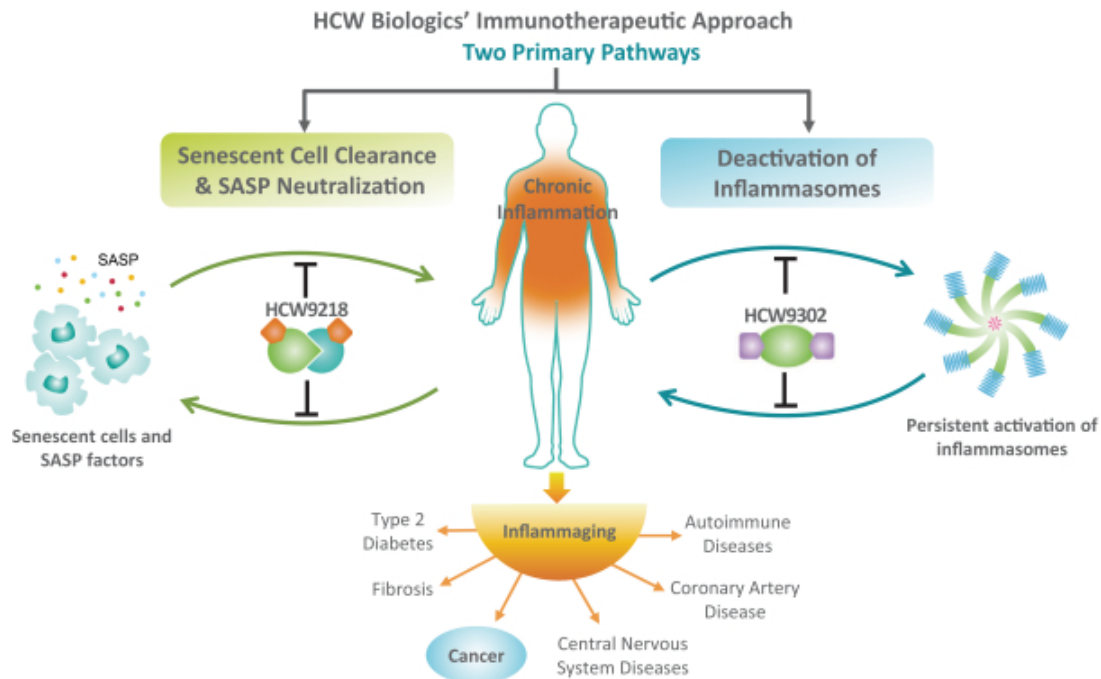 HCW Biologics' Immunotherapeutic Approach
Two Primary Pathways
Senescent Cell Clearance
& SASP Neutralization
Deactivation of
Inflammasomes
Chronic
Inflammation
SASP
HCW9218
HCW9302
Senescent cells and
SASP factors
Persistent activation of
inflammasomes
Inflammaging
Type 2
Diabetes
Autoimmune
Diseases
Fibrosis
Coronary Artery
Disease
Cancer
Central Nervous
System Diseases